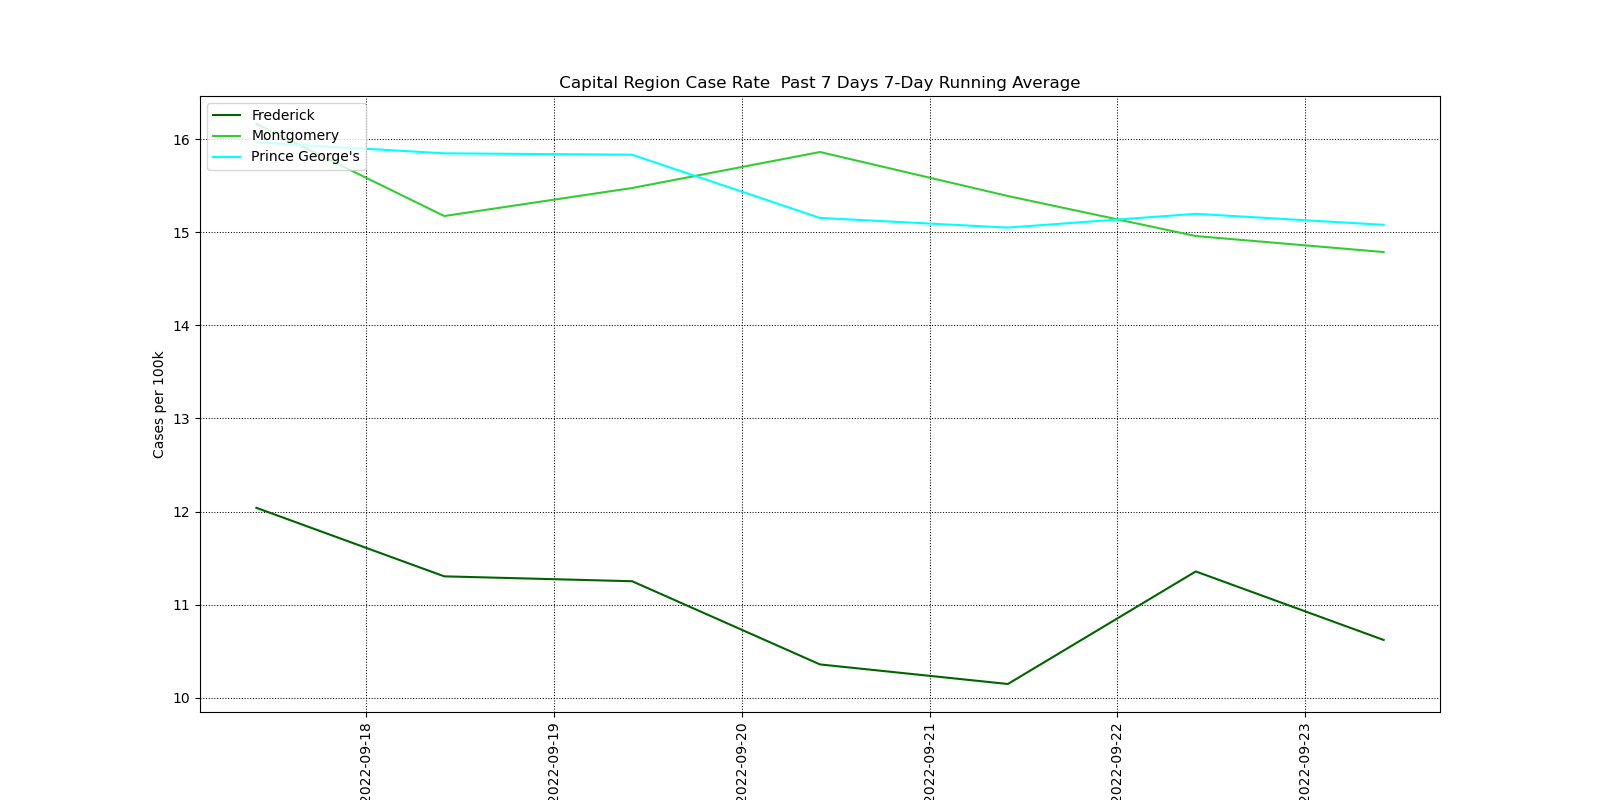 Capital Region Case Rate  Past 7 Days 7-Day Running Average
Frederick
Montgomery
Prince George's
16
15
14
13
12
11
10
Cases per 100k
2022-09-18
2022-09-19
2022-09-20
2022-09-21
2022-09-22
2022-09-23